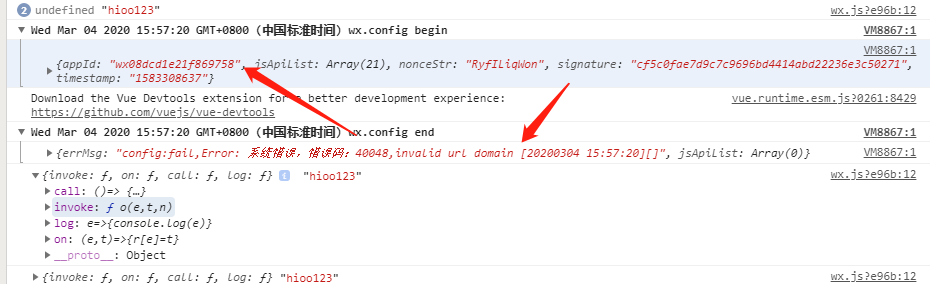 2 undefined "hioo123" wx.js?e96b:12
Wed Mar 04 2020 15:57:20 GMT+0800 (中国标准时间) wx.config begin VM8867:1
VM8867:1
{appId: "wx08dcd1e21f869758", jsApiList: Array(21), nonceStr: "RyfILiqWon", signature: "cf5c0fae7d9c7c9696bd4414abd22236e3c50271",
timestamp: "1583308637"}
Download the Vue Devtools extension for a better development experience: vue.runtime.esm.js?0261:8429
https://github.com/vuejs/vue-devtools
Wed Mar 04 2020 15:57:20 GMT+0800 (中国标准时间) wx.config end VM8867:1
{errMsg: "config:fail,Error: 系统错误，错误码：40048,invalid url domain [20200304 15:57:20][]", jsApiList: Array(0)} VM8867:1
{invoke: ƒ, on: ƒ, call: ƒ, log: ƒ} i "hioo123" wx.js?e96b:12
call: ()=> {…}
invoke: ƒ o(e,t,n)
log: e=>{console.log(e)}
on: (e,t)=>{r[e]=t}
__proto__: Object
{invoke: ƒ, on: ƒ, call: ƒ, log: ƒ} "hioo123" wx.js?e96b:12